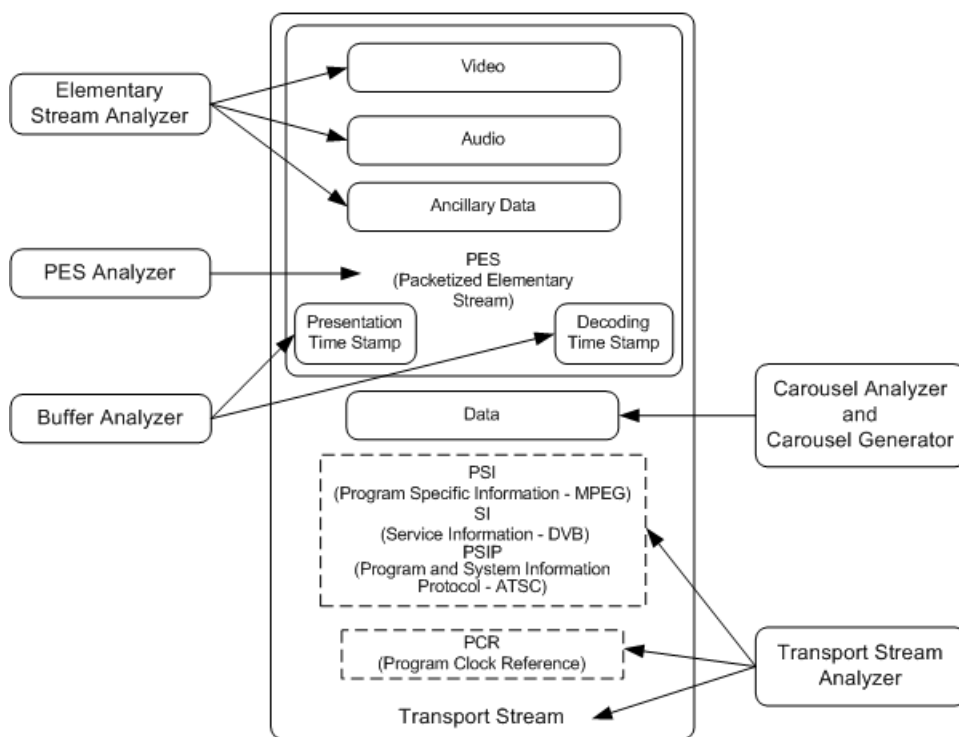 Elementary
Stream Analyzer
PES Analyzer
Buffer Analyzer
Video
Audio
Ancillary Data
PES
(Packetized Elementary
Stream)
Presentation
Time Stamp
Decoding
Time Stamp
Data
PSI
(Program Specific Information - MPEG)
SI
(Service Information - DVB)
PSIP
(Program and System Information
Protocol - ATSC)
PCR
(Program Clock Reference)
Transport Stream
Carousel Analyzer
and
Carousel Generator
Transport Stream
Analyzer